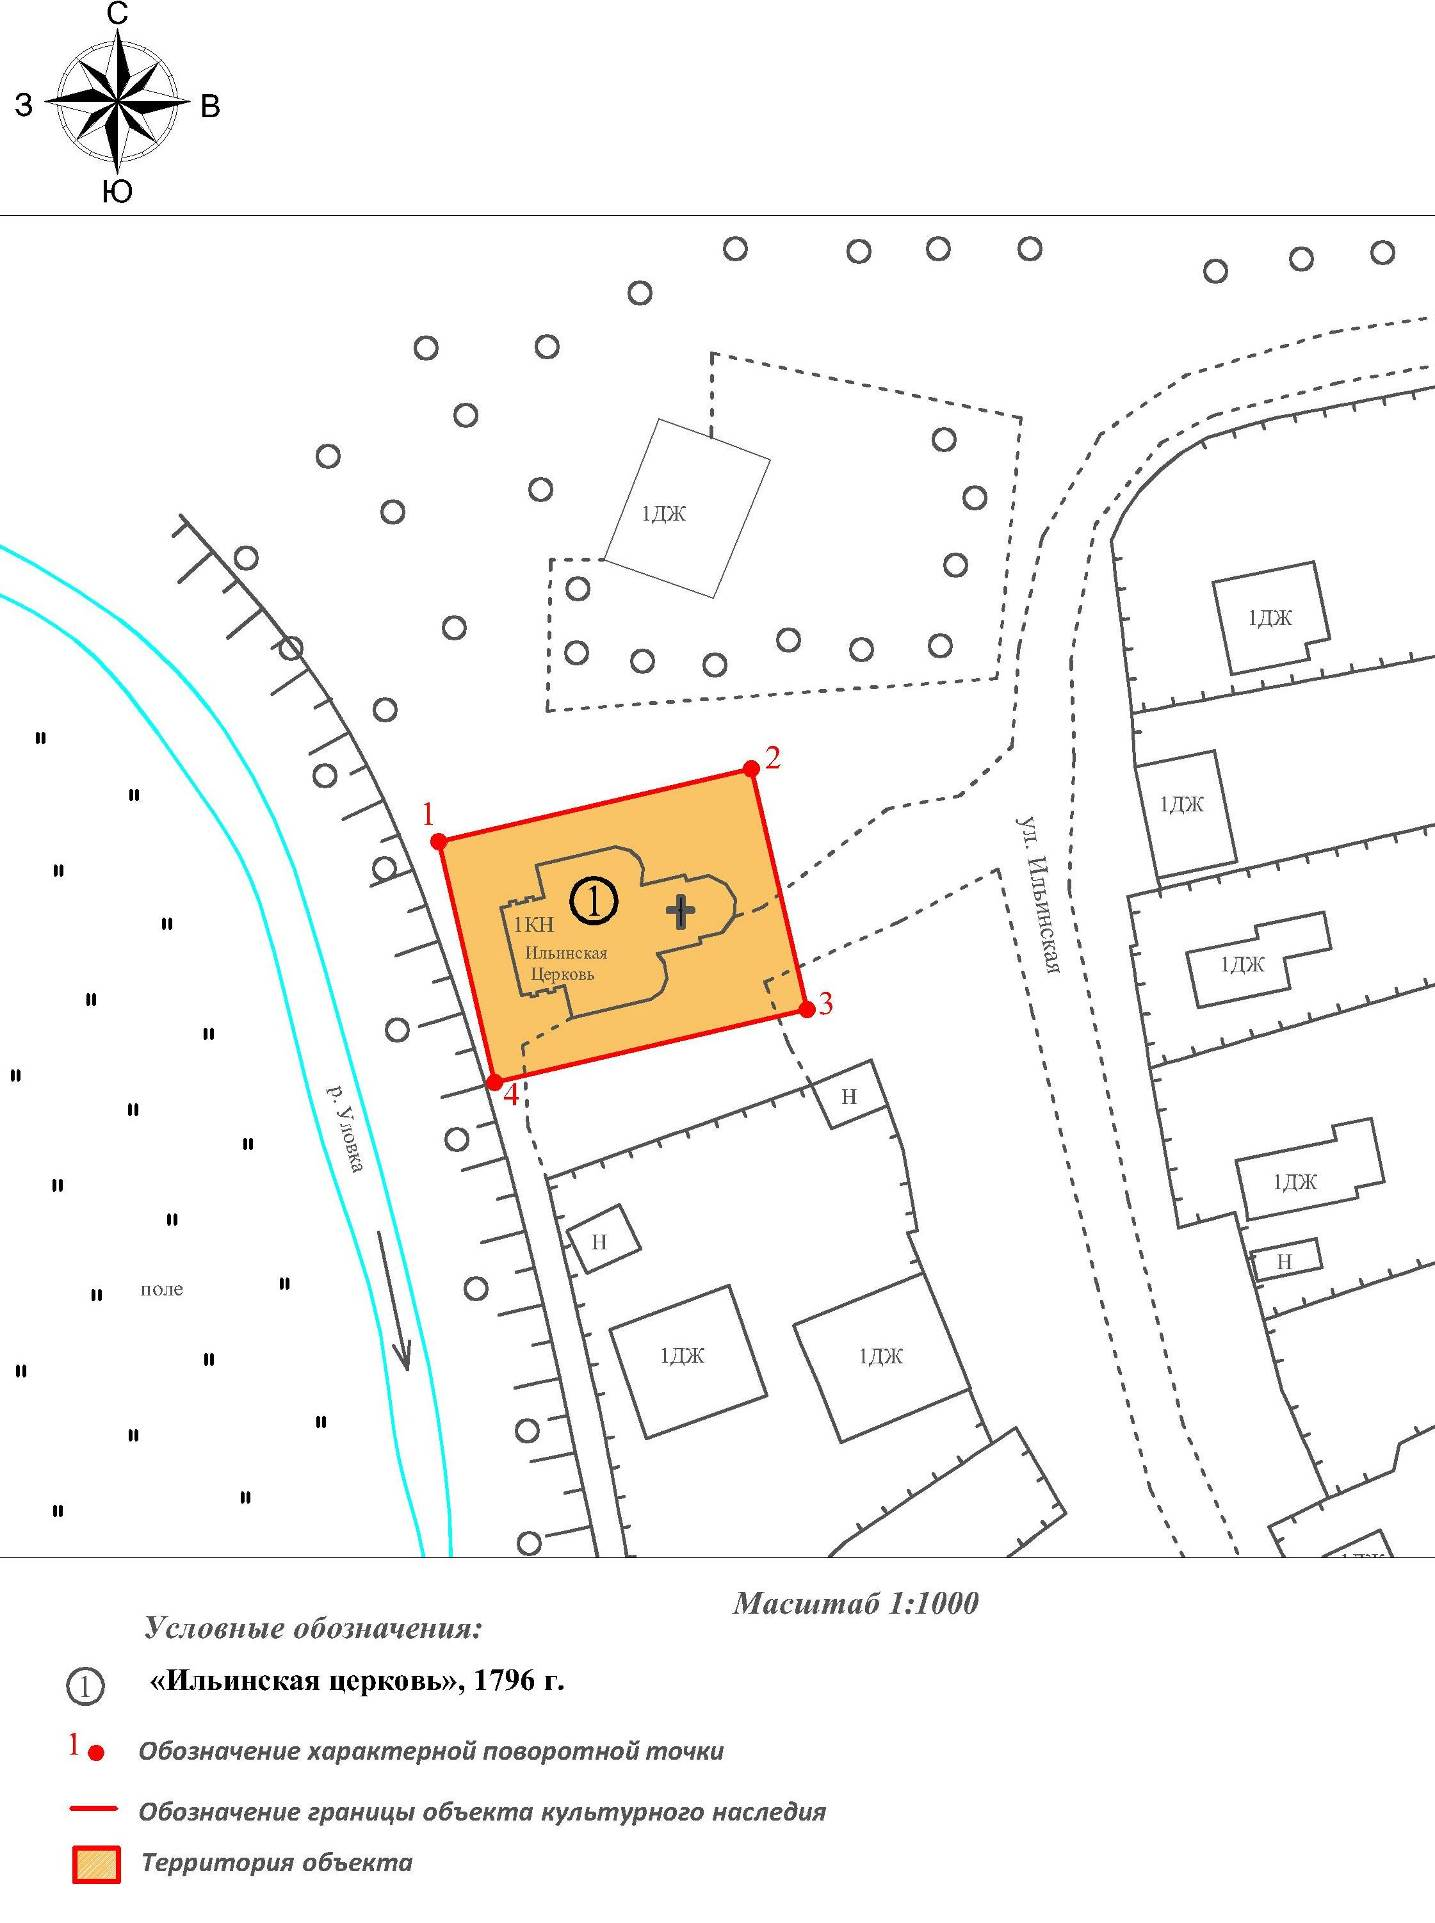 С
З
В
Ю
1ДЖ
1ДЖ
2
1
1ДЖ
ул. Ильинская
1
1КН
Ильинская
Церковь
1ДЖ
3
4
Н
р. Уловка
1ДЖ
Н
Н
поле
1ДЖ
1ДЖ
1ДЖ
Масштаб 1:1000
Условные обозначения:
1
«Ильинская церковь», 1796 г.
1
Обозначение характерной поворотной точки
Обозначение границы объекта культурного наследия
Территория объекта